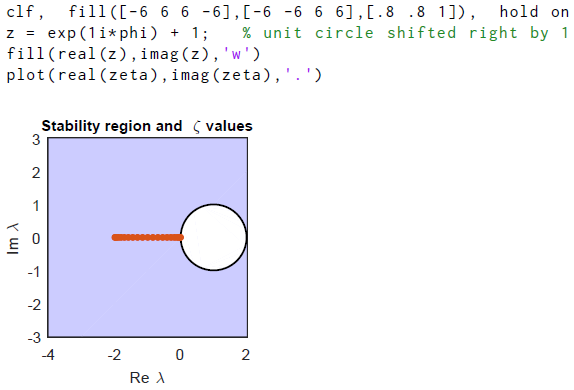 clf, fill([-6 6 6 -6],[-6 -6 6 6],[.8 .8 1]), hold on
z = exp(1i*phi) + 1; % unit circle shifted right by 1
fill(real(z),imag(z),'w')
plot(real(zeta),imag(zeta),'.')
Stability region and ζ values
3
2
1
0
-1
-2
-3
Im λ
-4 -2 0 2
Re λ